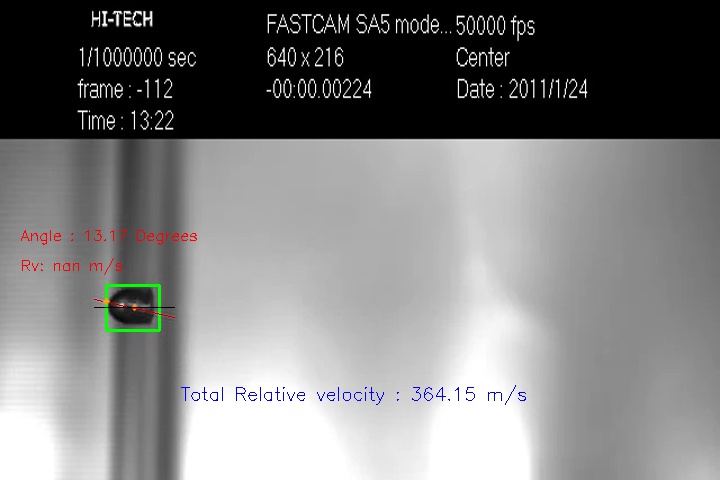 HI-TECH
FASTCAM SA5 mode... 50000 fps
1/1000000 sec 640 x 216 Center
frame : -112 -00:00.00224 Date : 2011/1/24
Time : 13:22
Angle : 13.17 Degrees
Rv: nan m/s
Total Relative velocity : 364.15 m/s